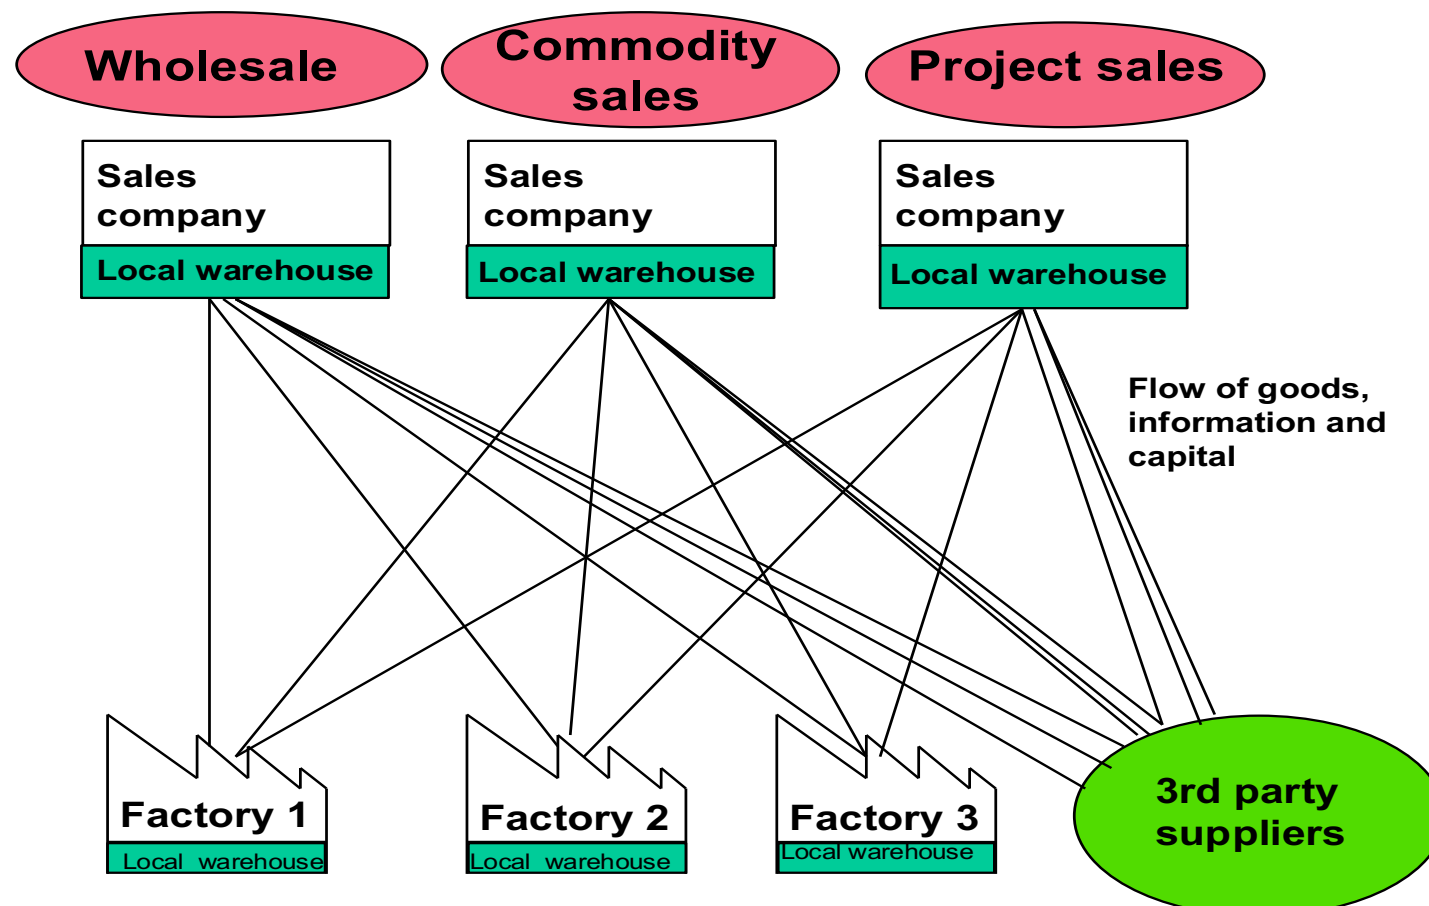 Wholesale
Commodity
sales
Project sales
Sales
company
Local warehouse
Sales
company
Local warehouse
Sales
company
Local warehouse
Flow of goods,
information and
capital
Factory 1
Local warehouse
Factory 2
Local warehouse
Factory 3
Local warehouse
3rd party
suppliers